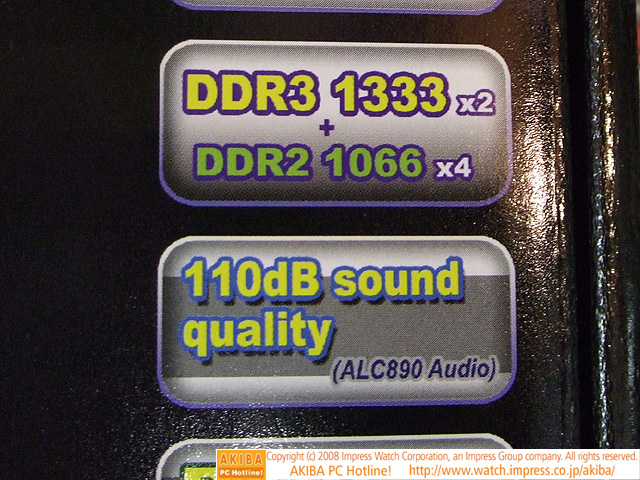 DDR3 1333 x2
+
DDR2 1066 x4
110dB sound
quality
(ALC890 Audio)
AKIBA
PC Hotline!
Copyright (c) 2008 Impress Watch Corporation, an Impress Group company. All rights reserved.
AKIBA PC Hotline! http://www.watch.impress.co.jp/akiba/